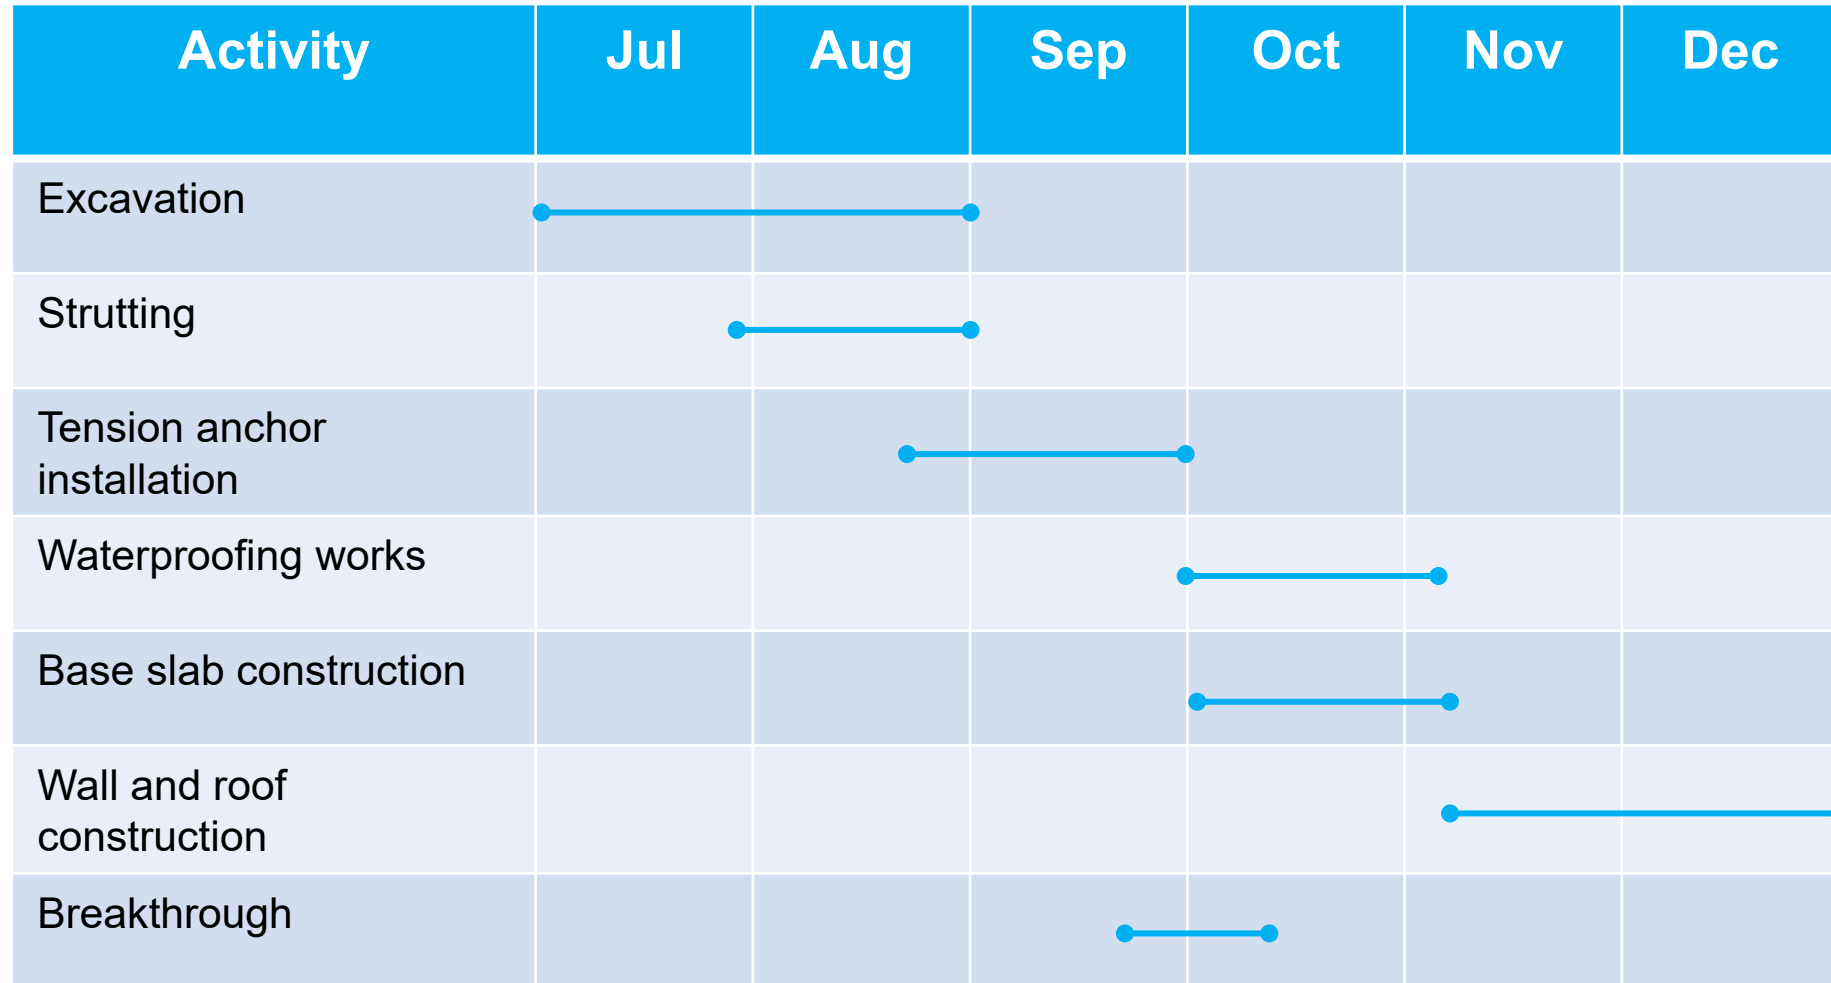 Activity Jul Aug Sep Oct Nov Dec
Excavation
Strutting
Tension anchor
installation
Waterproofing works
Base slab construction
Wall and roof
construction
Breakthrough